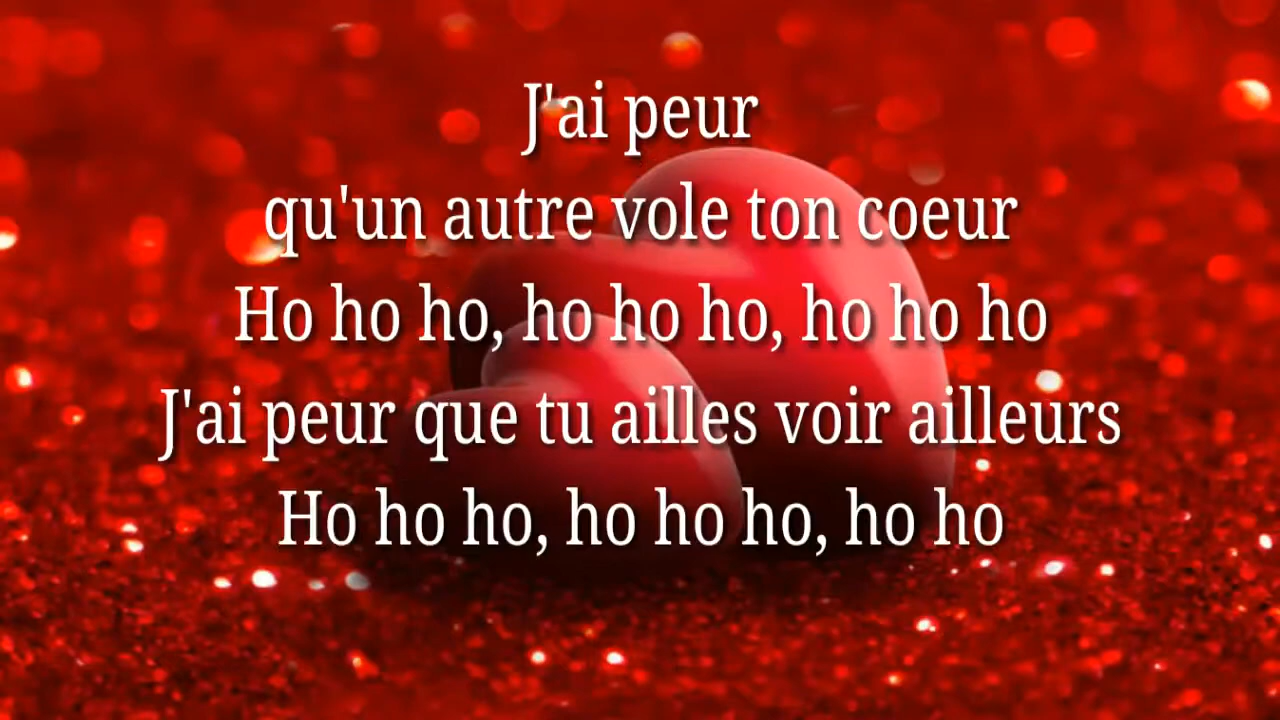 J'ai peur
qu'un autre vole ton coeur
Ho ho ho, ho ho ho, ho ho ho
J'ai peur que tu ailles voir ailleurs
Ho ho ho, ho ho ho, ho ho